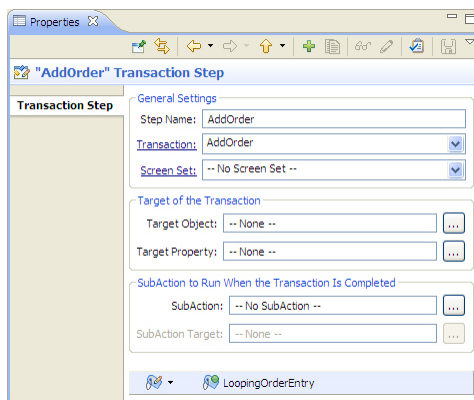 Properties
"AddOrder" Transaction Step
Transaction Step
General Settings
Step Name: AddOrder
Transaction: AddOrder
Screen Set: -- No Screen Set --
Target of the Transaction
Target Object: -- None -- ...
Target Property: -- None -- ...
SubAction to Run When the Transaction Is Completed
SubAction: -- No SubAction -- ...
SubAction Target: -- None -- ...
LoopingOrderEntry